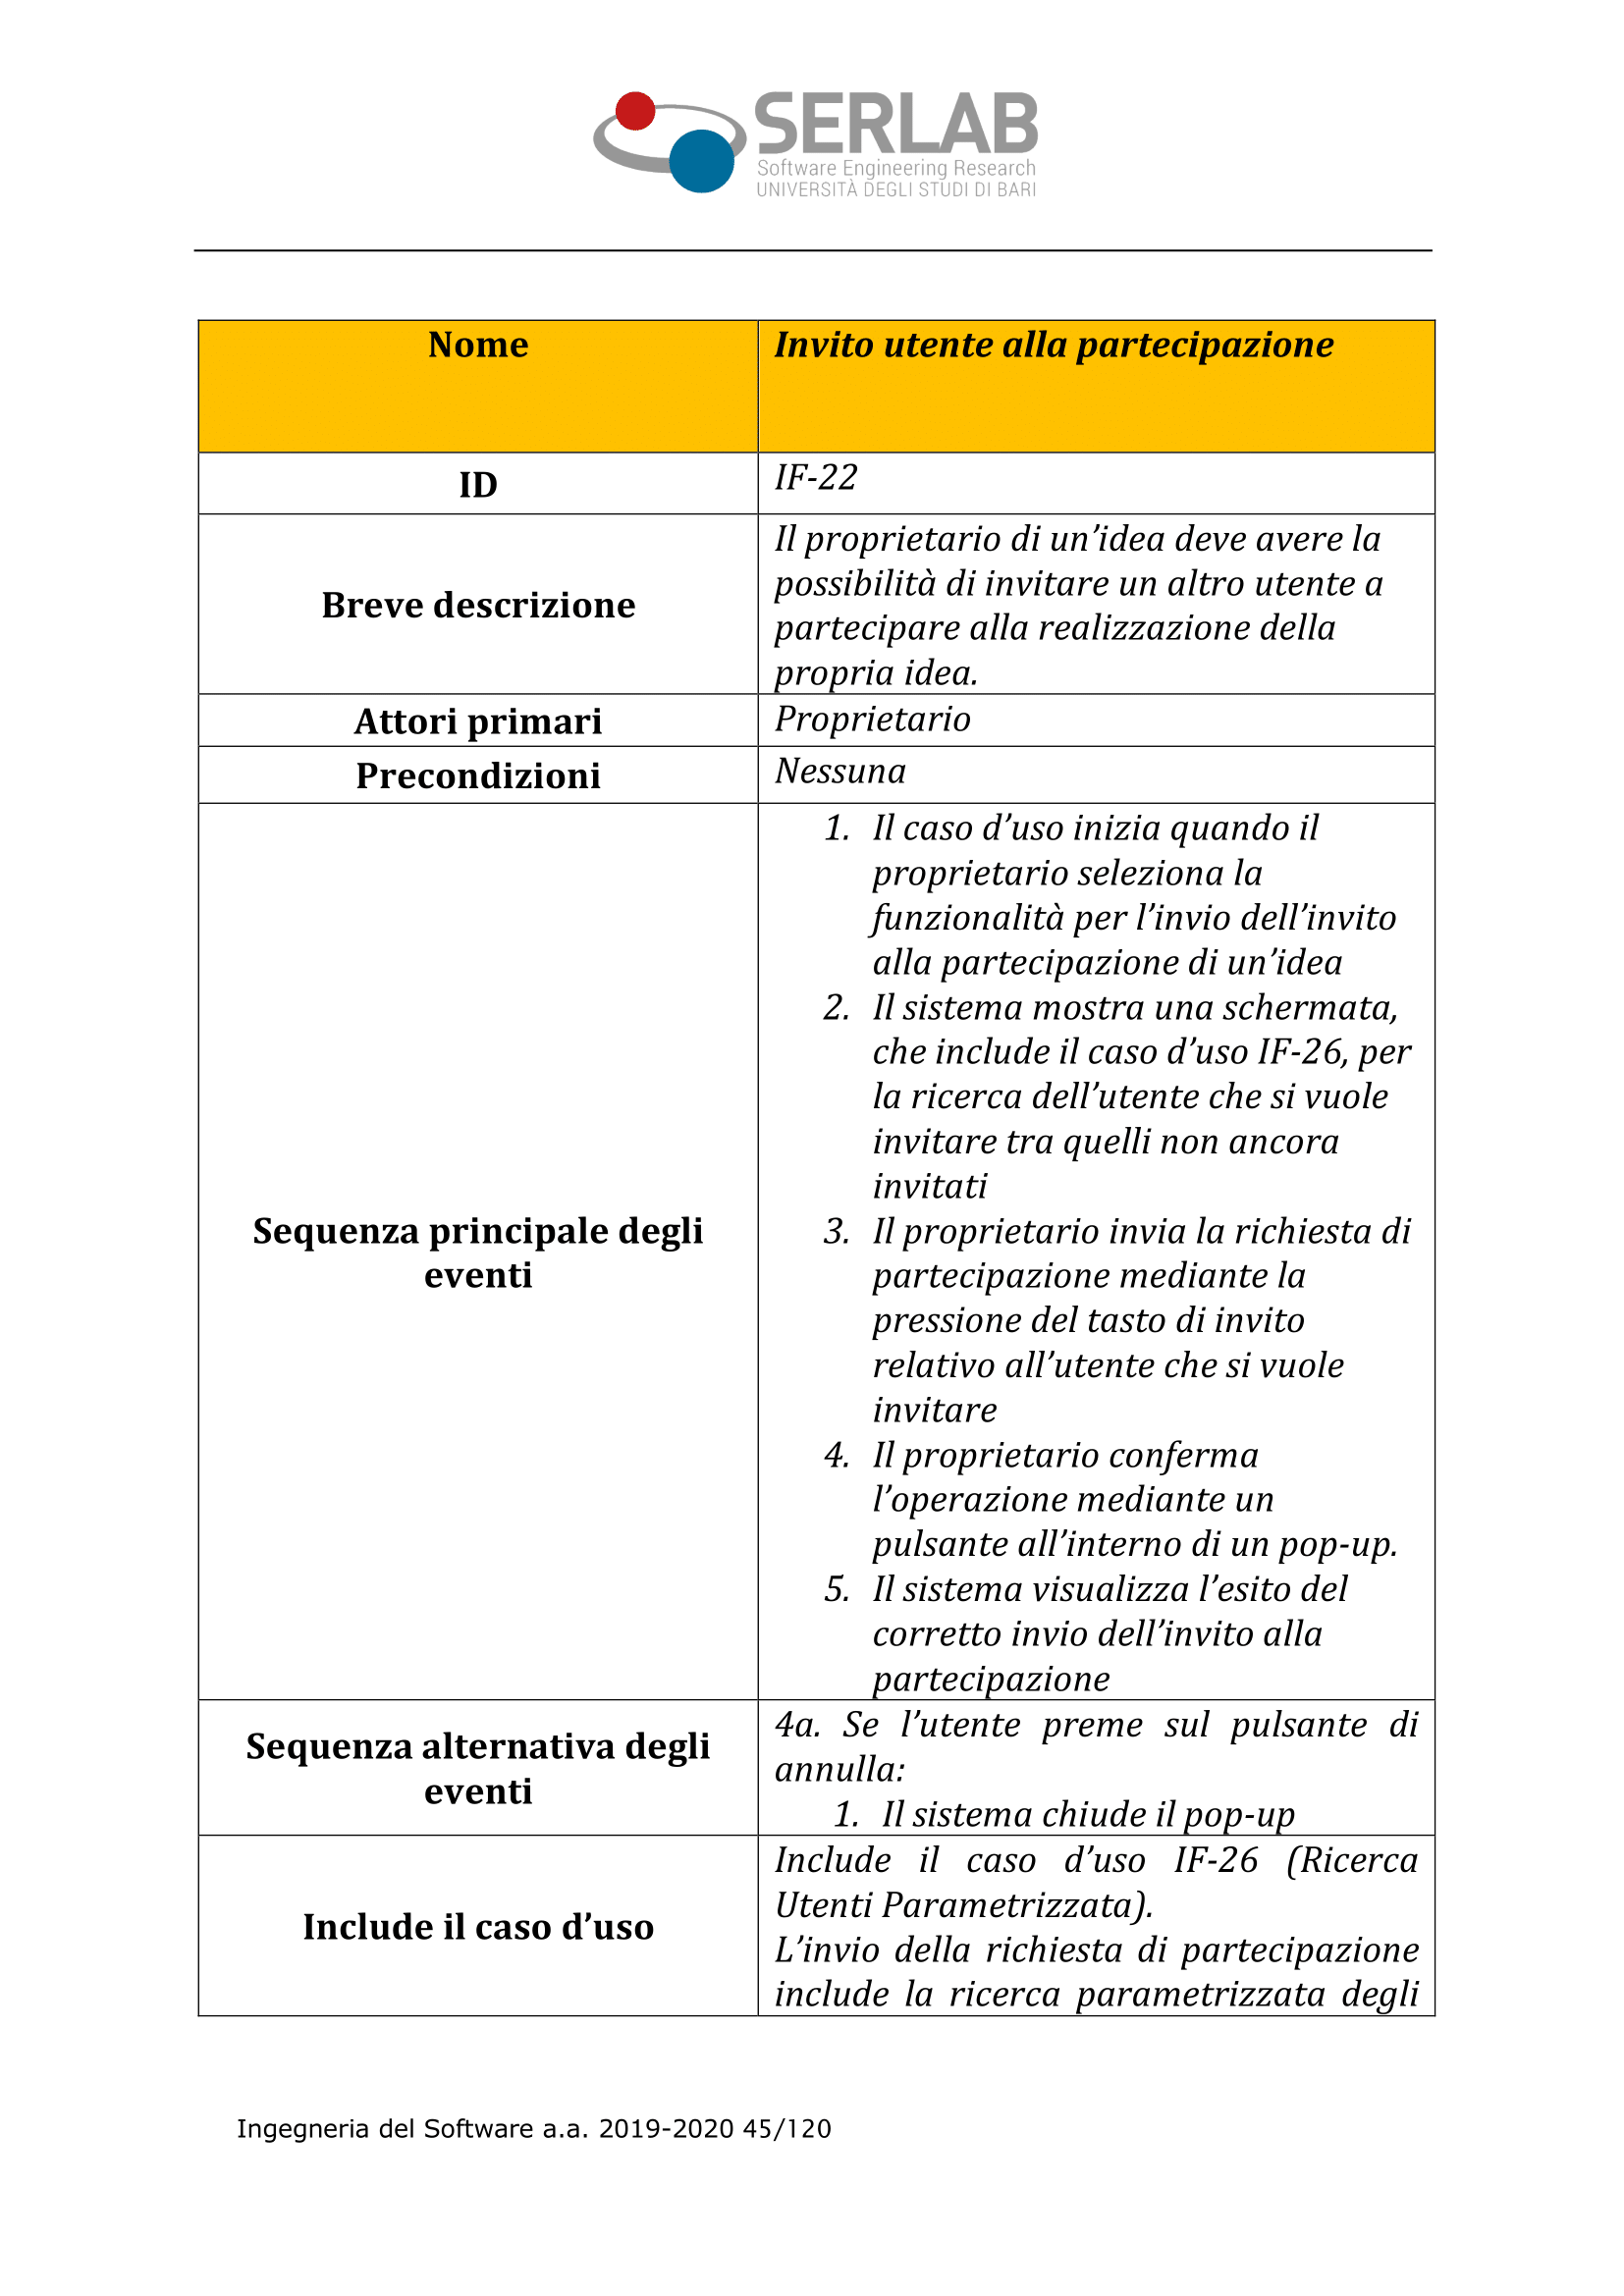 SERLAB
Software Engineering Research
UNIVERSITÀ DEGLI STUDI DI BARI
Nome
Invito utente alla partecipazione
ID
IF-22
Breve descrizione
Il proprietario di un’idea deve avere la
possibilità di invitare un altro utente a
partecipare alla realizzazione della
propria idea.
Attori primari
Proprietario
Precondizioni
Nessuna
Sequenza principale degli
eventi
1. Il caso d’uso inizia quando il
proprietario seleziona la
funzionalità per l’invio dell’invito
alla partecipazione di un’idea
2. Il sistema mostra una schermata,
che include il caso d’uso IF-26, per
la ricerca dell’utente che si vuole
invitare tra quelli non ancora
invitati
3. Il proprietario invia la richiesta di
partecipazione mediante la
pressione del tasto di invito
relativo all’utente che si vuole
invitare
4. Il proprietario conferma
l’operazione mediante un
pulsante all’interno di un pop-up.
5. Il sistema visualizza l’esito del
corretto invio dell’invito alla
partecipazione
Sequenza alternativa degli
eventi
4a. Se l’utente preme sul pulsante di
annulla:
1. Il sistema chiude il pop-up
Include il caso d’uso
Include il caso d’uso IF-26 (Ricerca
Utenti Parametrizzata).
L’invio della richiesta di partecipazione
include la ricerca parametrizzata degli
Ingegneria del Software a.a. 2019-2020 45/120